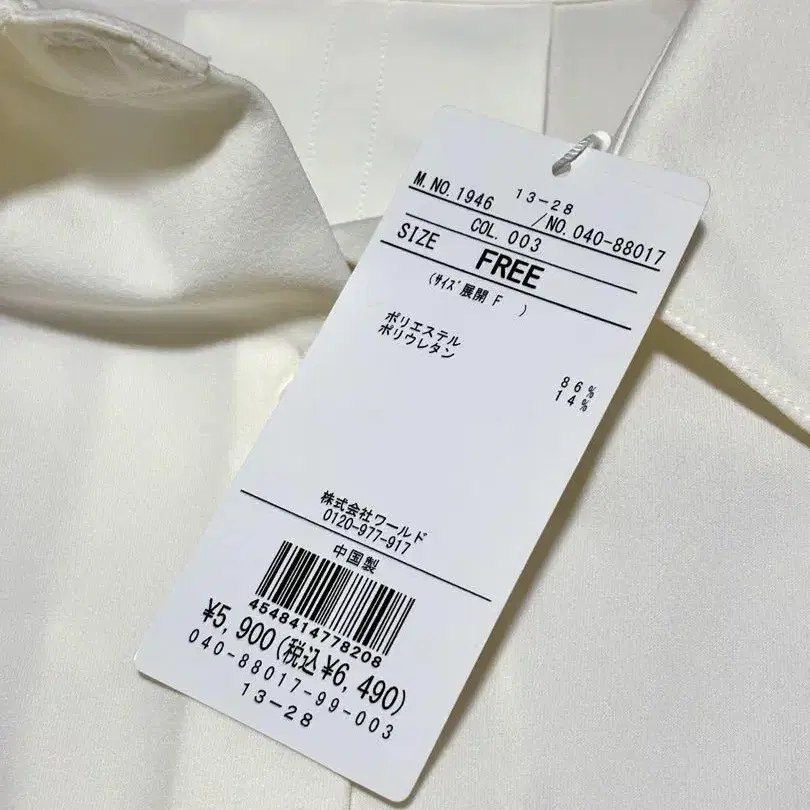 13-28
M.NO.1946 /NO.040-88017
COL.003
SIZE FREE
(ｻｲｽﾞ展開 F )
ポリエステル 86%
ポリウレタン 14%
株式会社ワールド
0120-977-917
中国製
4548414778208
¥5,900(税込¥6,490)
040-88017-99-003
13-28